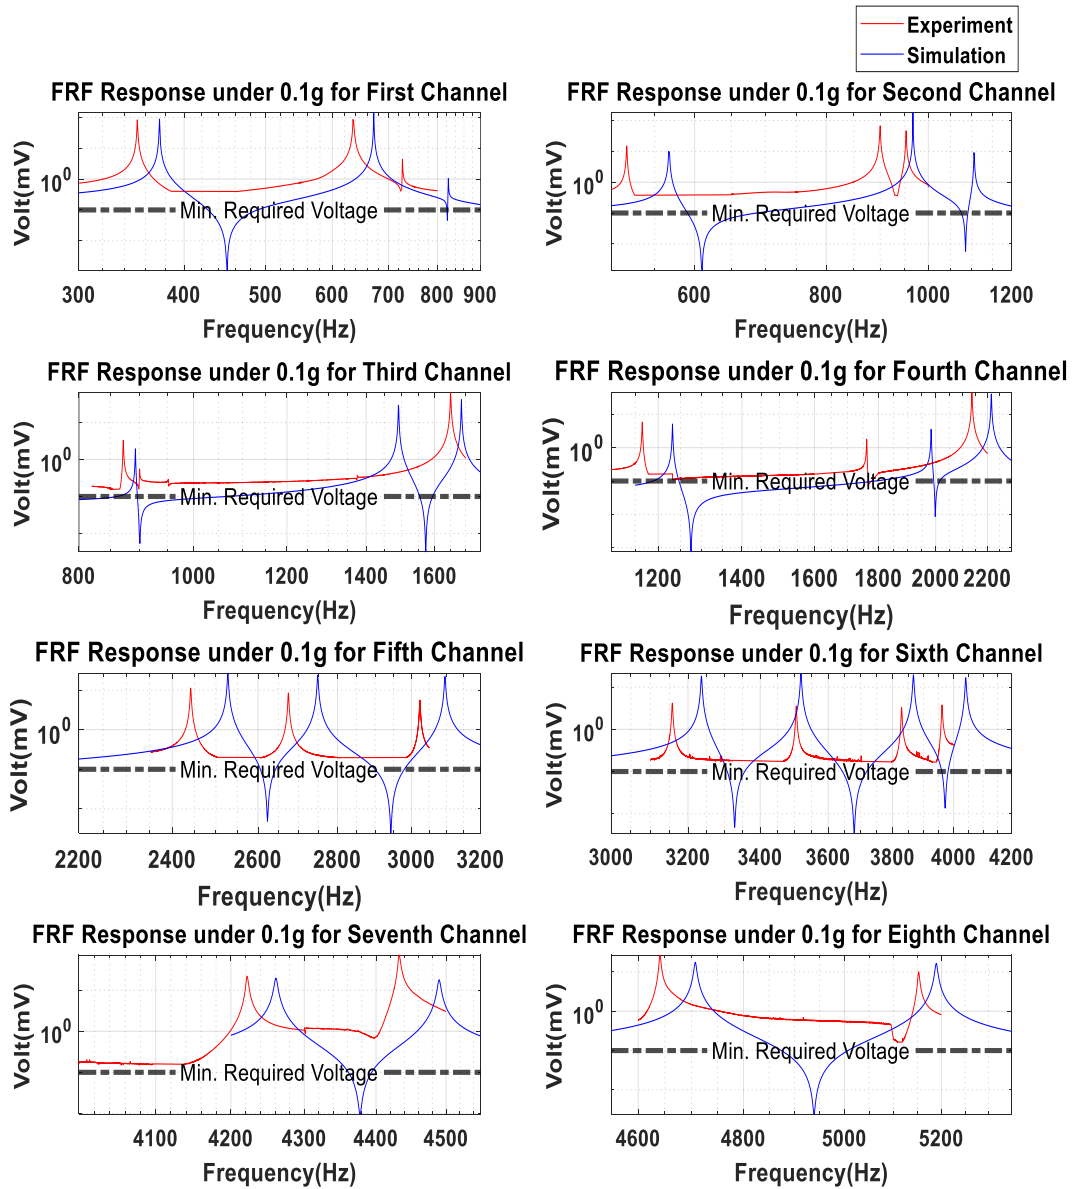 Experiment
Simulation
FRF Response under 0.1g for First Channel
Volt(mV)
10^0
Min. Required Voltage
300 400 500 600 700 800 900
Frequency(Hz)
FRF Response under 0.1g for Second Channel
Volt(mV)
10^0
Min. Required Voltage
600 800 1000 1200
Frequency(Hz)
FRF Response under 0.1g for Third Channel
Volt(mV)
10^0
Min. Required Voltage
800 1000 1200 1400 1600
Frequency(Hz)
FRF Response under 0.1g for Fourth Channel
Volt(mV)
10^0
Min. Required Voltage
1200 1400 1600 1800 2000 2200
Frequency(Hz)
FRF Response under 0.1g for Fifth Channel
Volt(mV)
10^0
Min. Required Voltage
2200 2400 2600 2800 3000 3200
Frequency(Hz)
FRF Response under 0.1g for Sixth Channel
Volt(mV)
10^0
Min. Required Voltage
3000 3200 3400 3600 3800 4000 4200
Frequency(Hz)
FRF Response under 0.1g for Seventh Channel
Volt(mV)
10^0
Min. Required Voltage
4100 4200 4300 4400 4500
Frequency(Hz)
FRF Response under 0.1g for Eighth Channel
Volt(mV)
10^0
Min. Required Voltage
4600 4800 5000 5200
Frequency(Hz)